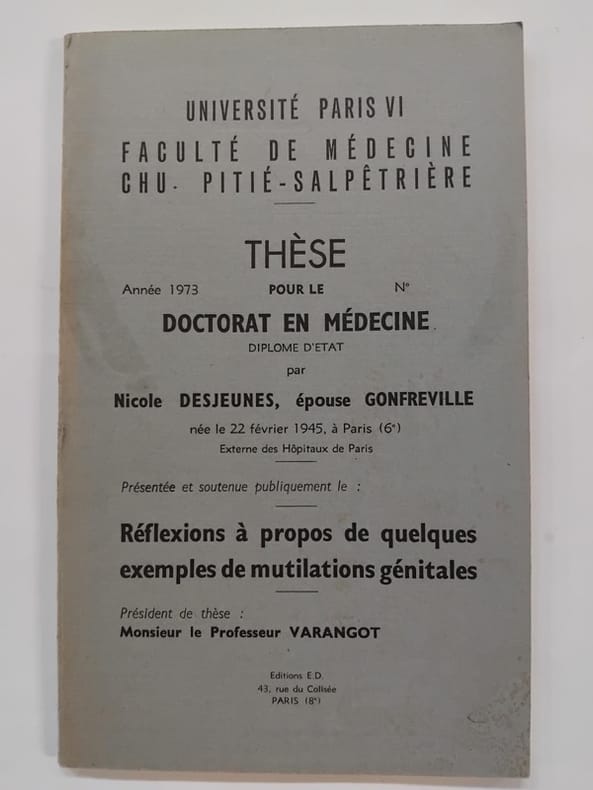 UNIVERSITÉ PARIS VI
FACULTÉ DE MÉDECINE
CHU. PITIÉ-SALPÊTRIÈRE
THÈSE
Année 1973 POUR LE N°
DOCTORAT EN MÉDECINE
DIPLOME D'ETAT
par
Nicole DESJEUNES, épouse GONFREVILLE
née le 22 février 1945, à Paris (6e)
Externe des Hôpitaux de Paris
Présentée et soutenue publiquement le :
Réflexions à propos de quelques
exemples de mutilations génitales
Président de thèse :
Monsieur le Professeur VARANGOT
Editions E.D.
43, rue du Colisée
PARIS (8e)